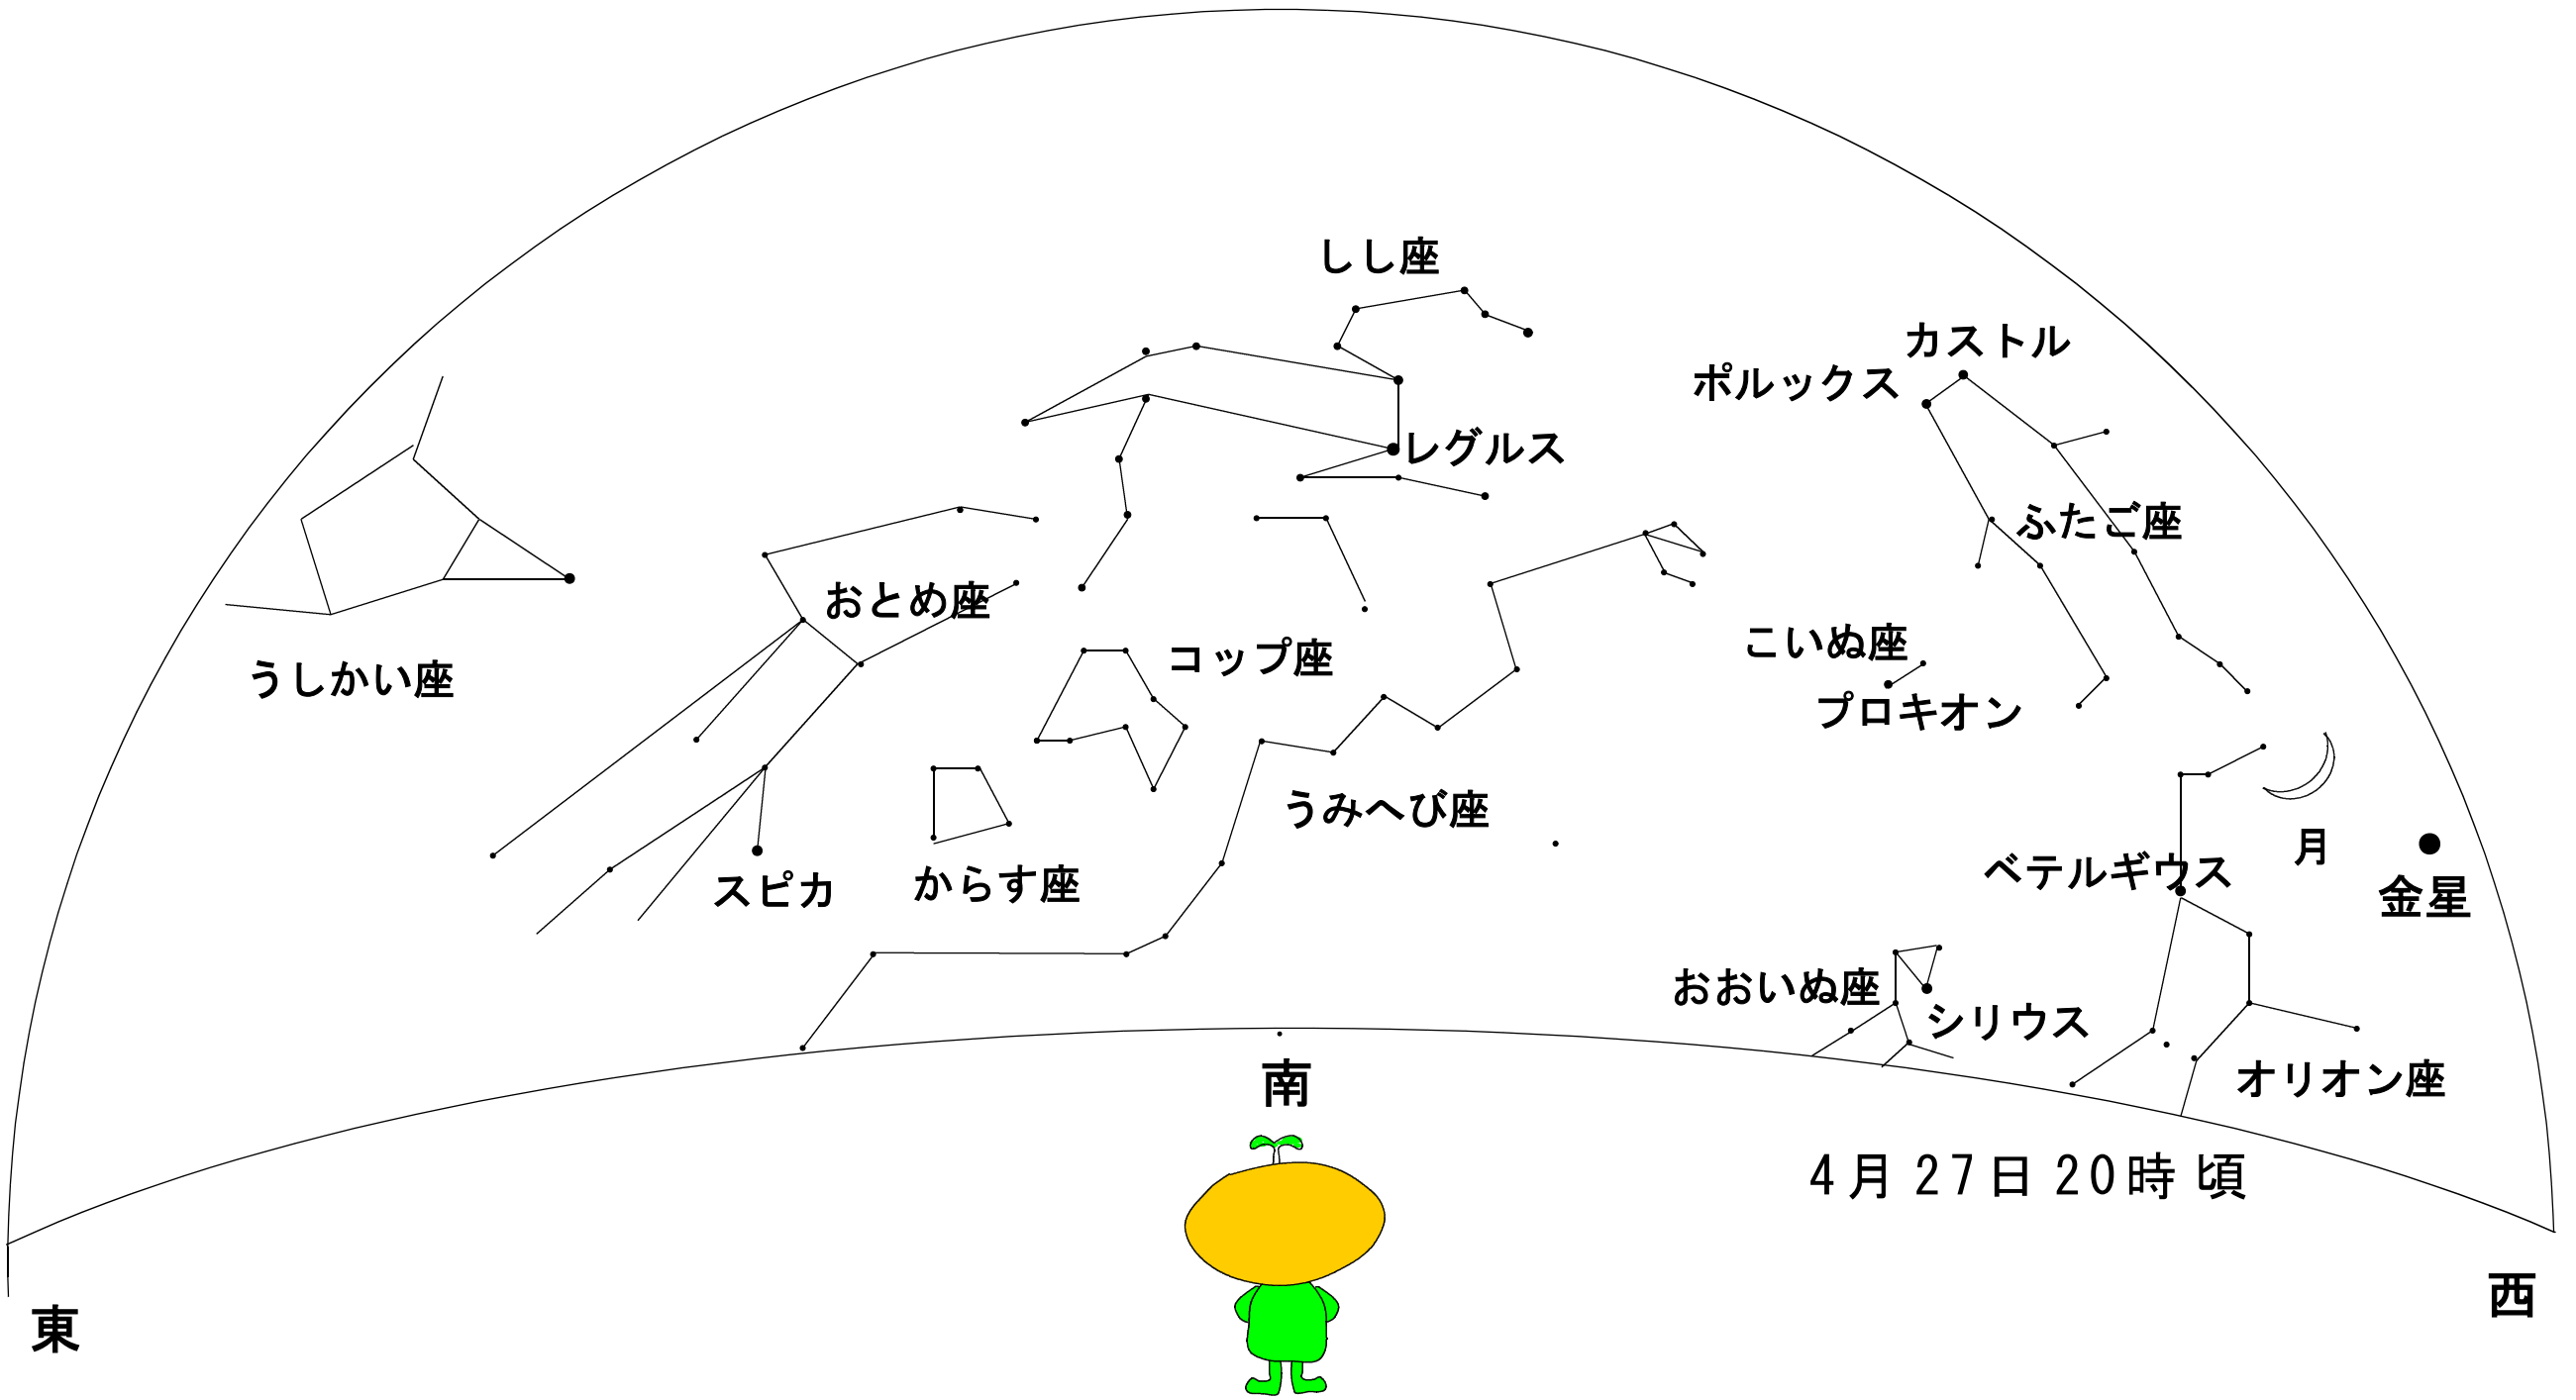 しし座
カストル
ポルックス
レグルス
ふたご座
おとめ座
こいぬ座
コップ座
うしかい座
プロキオン
うみへび座
月
ベテルギウス
からす座
スピカ
金星
おおいぬ座
シリウス
南
オリオン座
4月27日20時頃
西
東